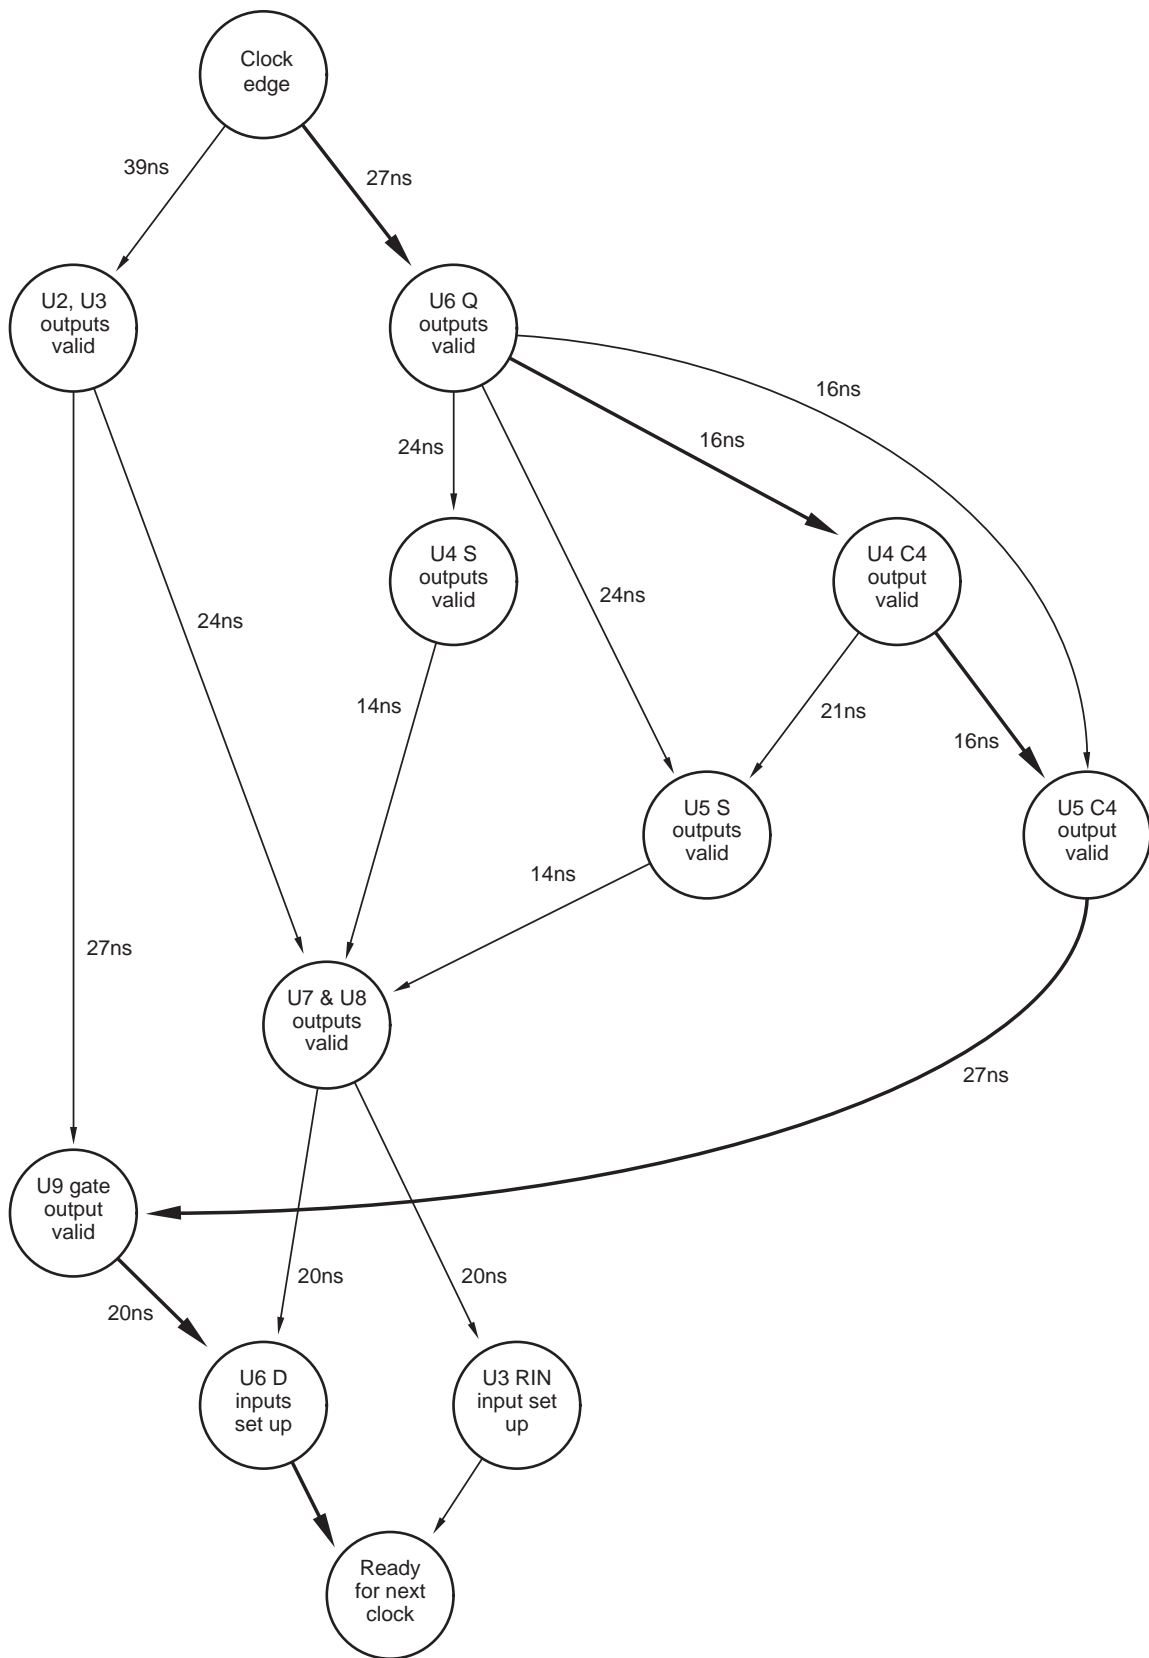 Clock
edge
39ns
27ns
U2, U3
outputs
valid
U6 Q
outputs
valid
16ns
24ns
16ns
U4 S
outputs
valid
U4 C4
output
valid
24ns
24ns
14ns
21ns
16ns
U5 S
outputs
valid
U5 C4
output
valid
14ns
27ns
U7 & U8
outputs
valid
27ns
U9 gate
output
valid
20ns
20ns
20ns
U6 D
inputs
set up
U3 RIN
input set
up
Ready
for next
clock